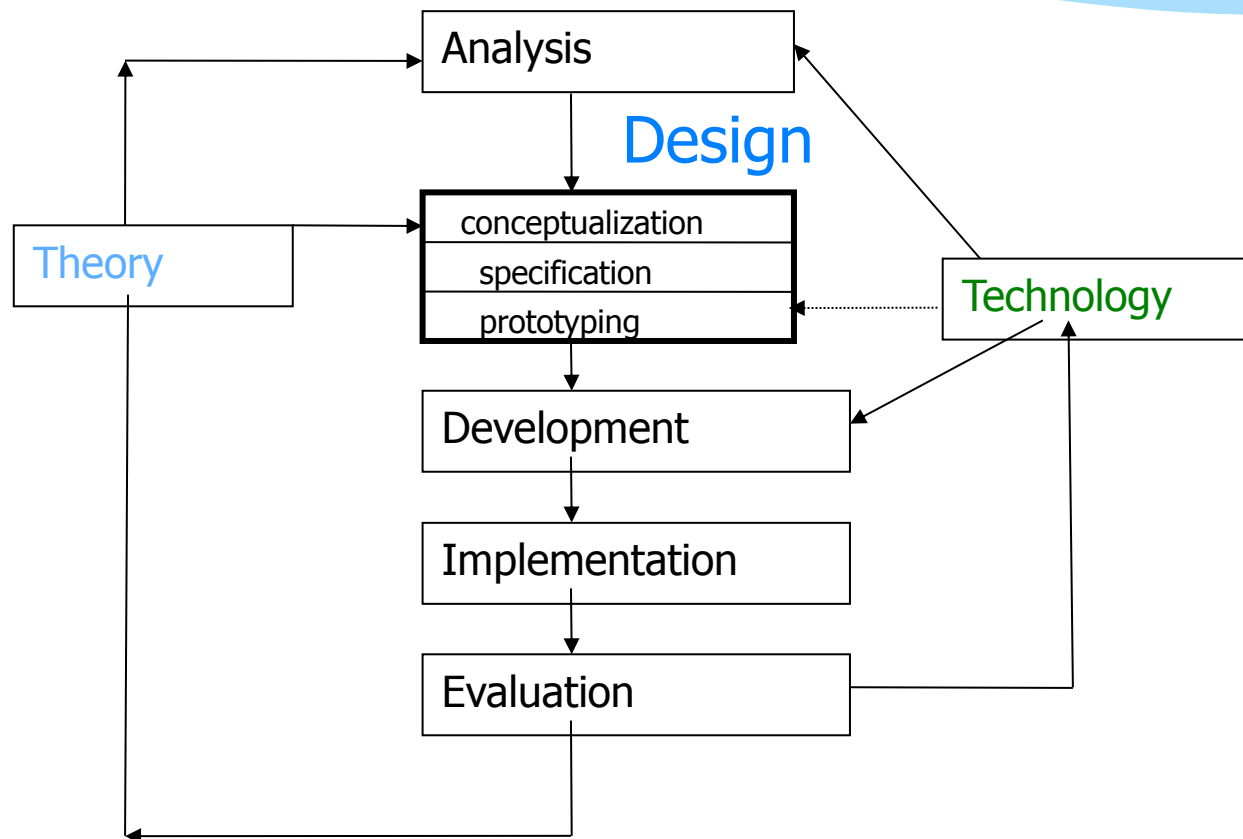 Analysis
Design
conceptualization
Theory
specification
Technology
prototyping
Development
Implementation
Evaluation